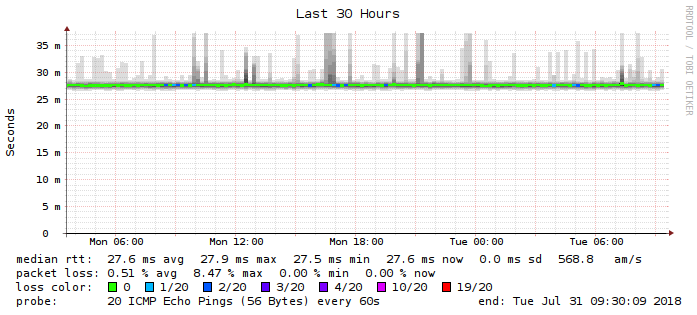 Last 30 Hours
RRDTOOL / TOBI OETIKER
Seconds
35 m
30 m
25 m
20 m
15 m
10 m
5 m
0
Mon 06:00 Mon 12:00 Mon 18:00 Tue 00:00 Tue 06:00
median rtt: 27.6 ms avg 27.9 ms max 27.5 ms min 27.6 ms now 0.0 ms sd 568.8 am/s
packet loss: 0.51 % avg 8.47 % max 0.00 % min 0.00 % now
loss color: 0 1/20 2/20 3/20 4/20 10/20 19/20
probe: 20 ICMP Echo Pings (56 Bytes) every 60s end: Tue Jul 31 09:30:09 2018